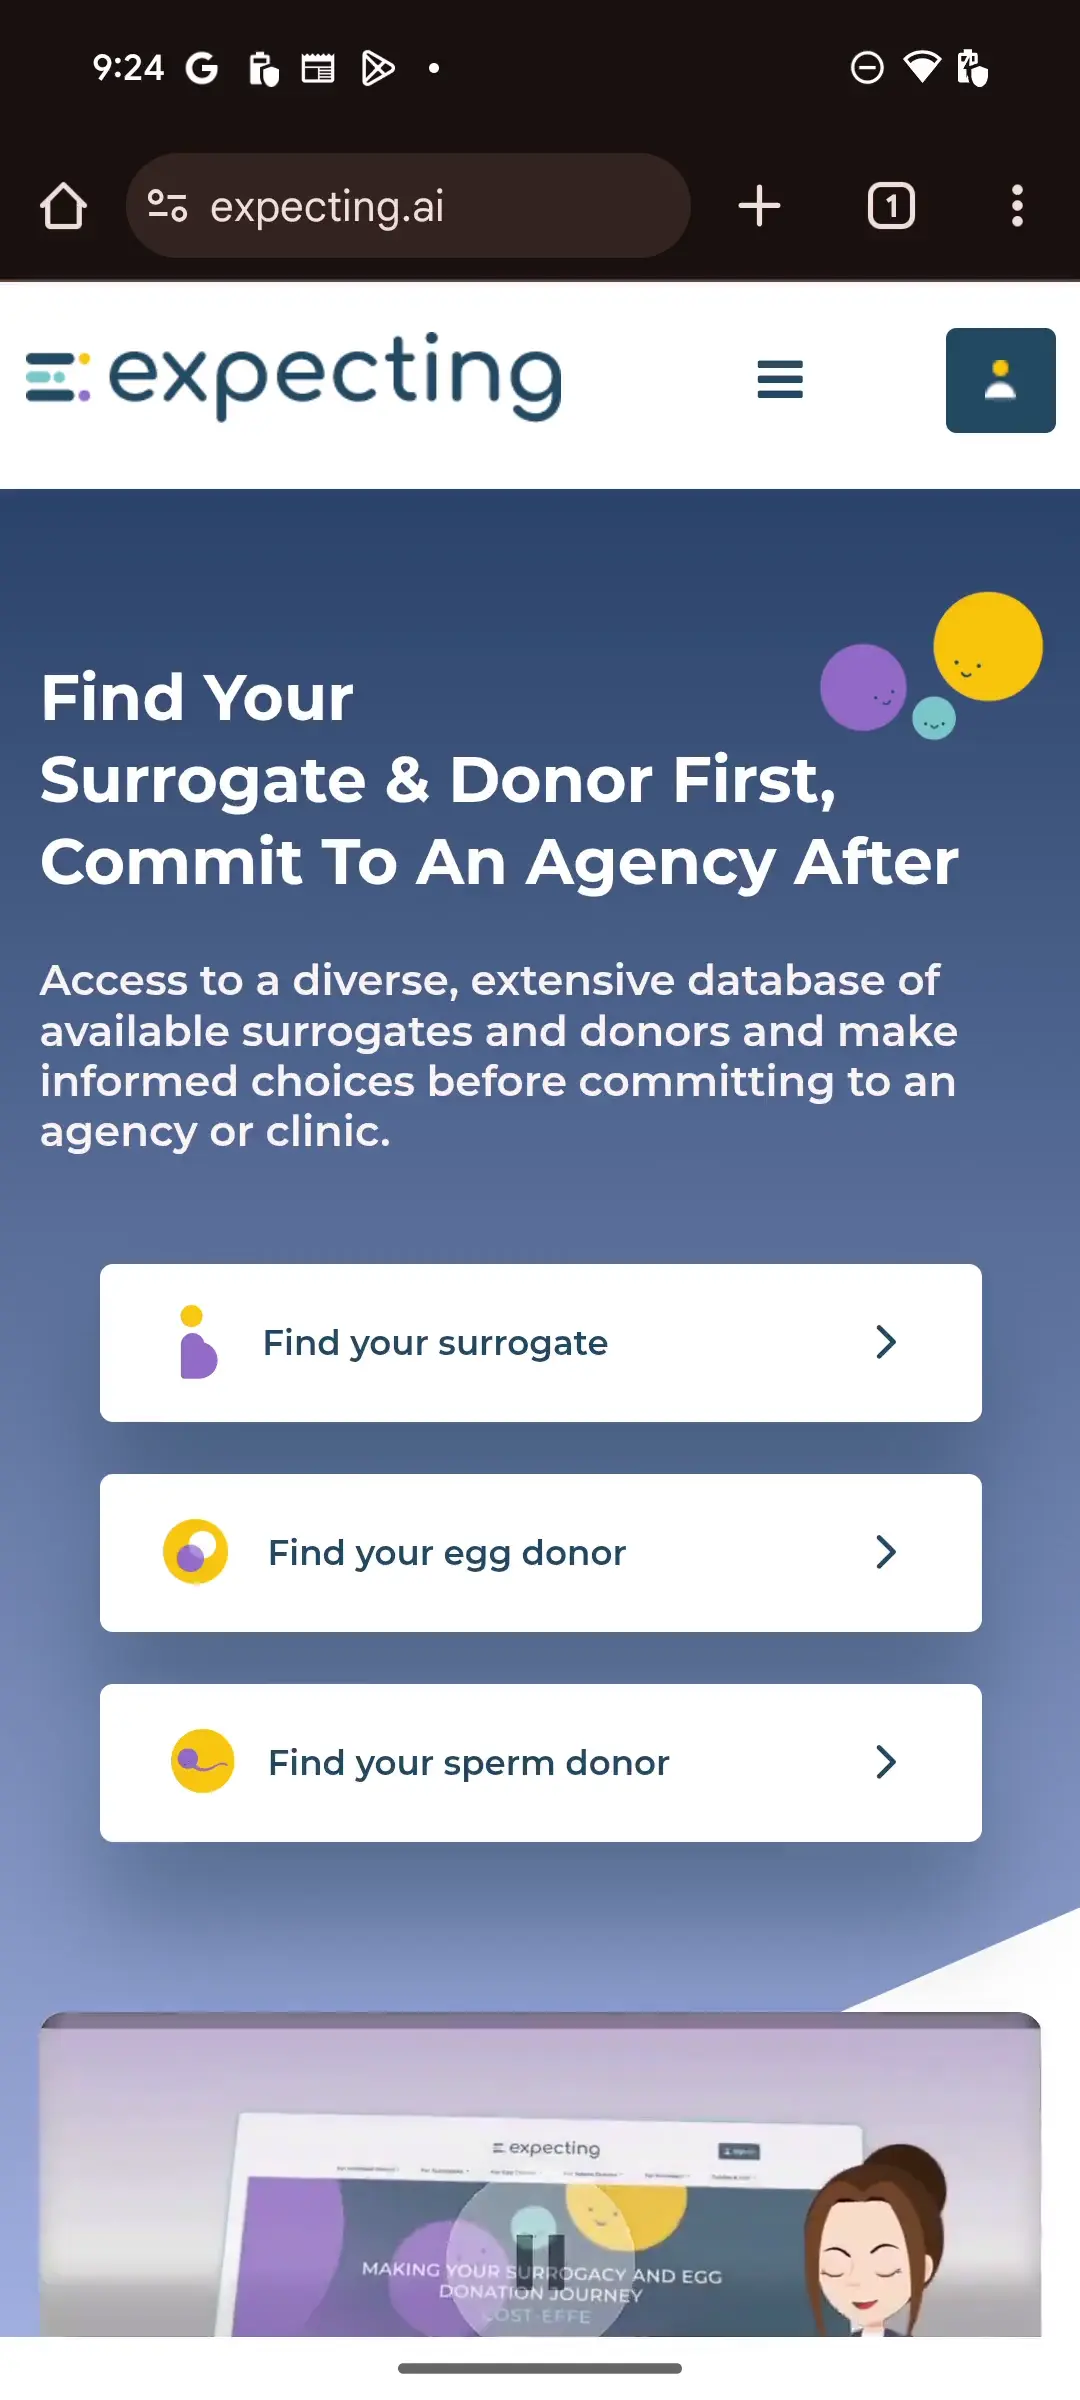 9:24
expecting.ai
1
expecting
Find Your
Surrogate & Donor First,
Commit To An Agency After
Access to a diverse, extensive database of
available surrogates and donors and make
informed choices before committing to an
agency or clinic.
Find your surrogate
Find your egg donor
Find your sperm donor
expecting
MAKING YOUR SURROGACY AND EGG
DONATION JOURNEY
COST-EFFE